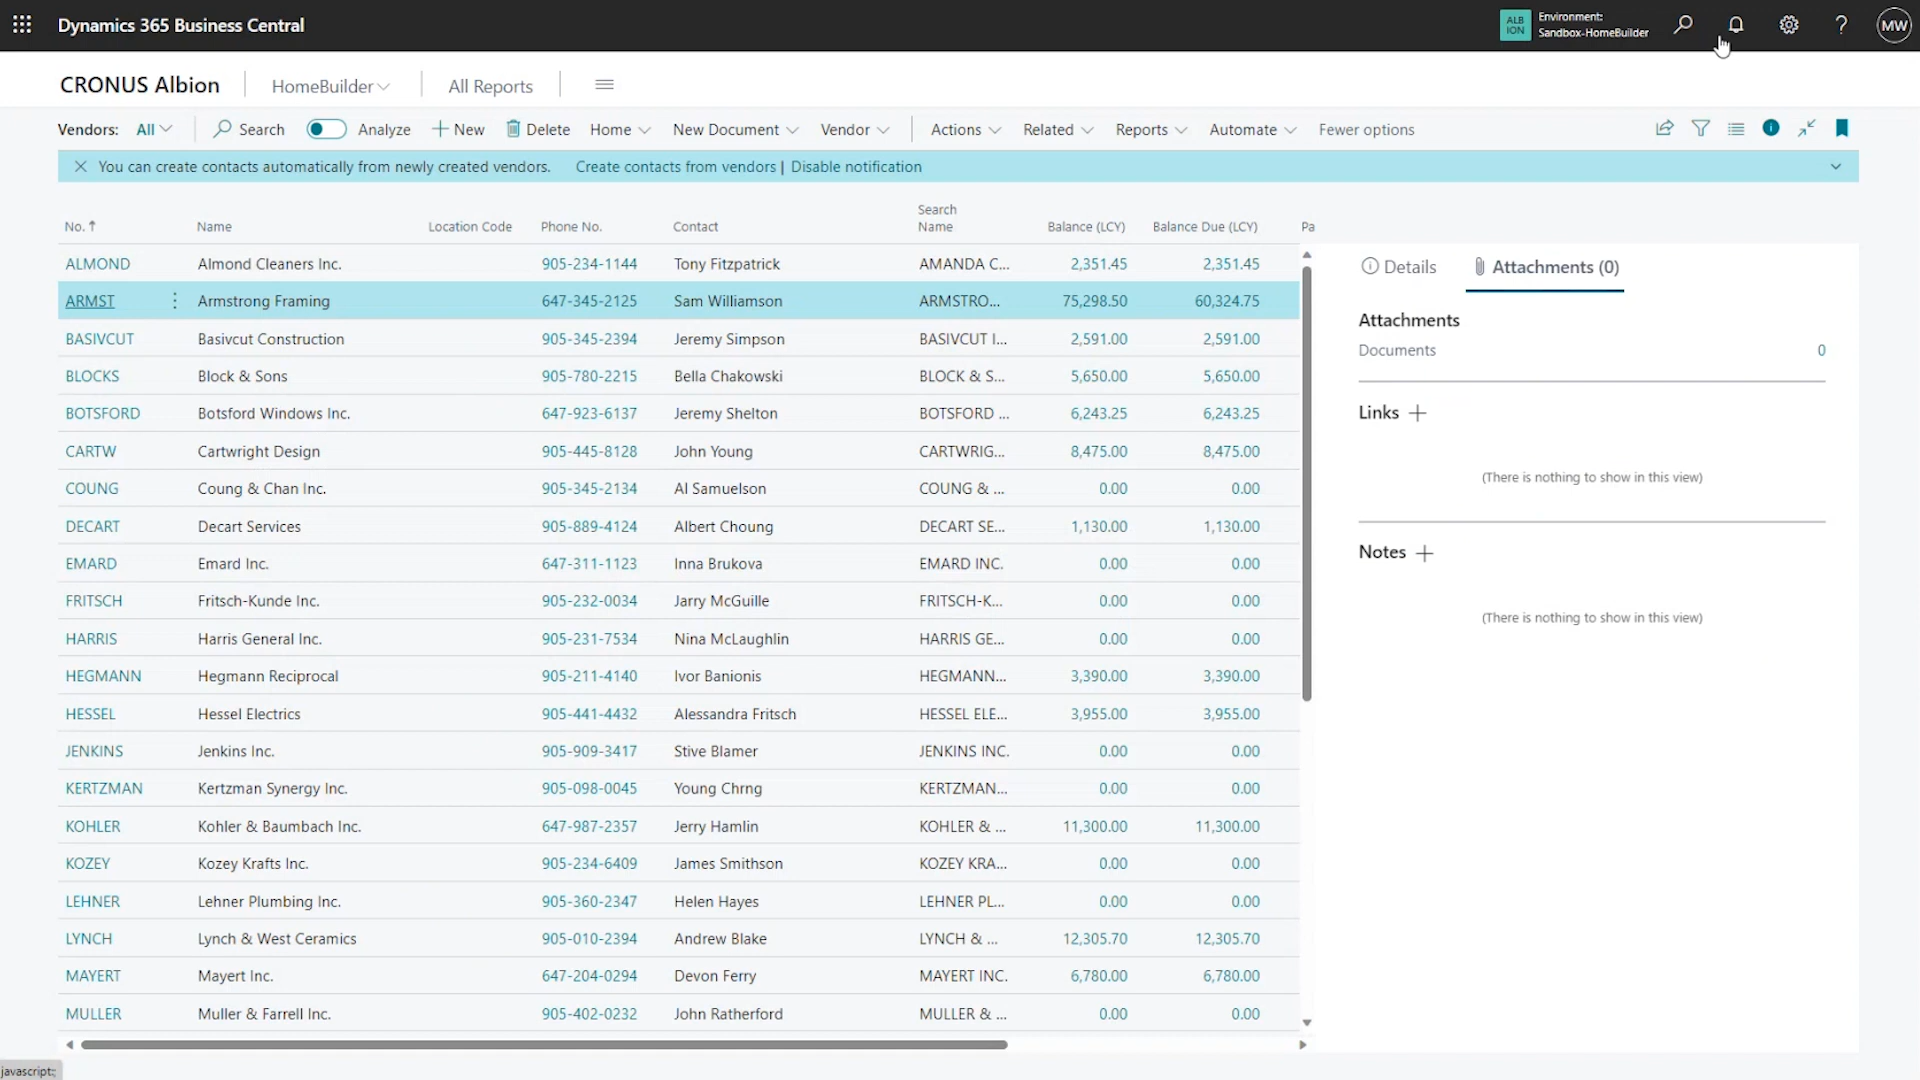 Dynamics 365 Business Central
ALB
ION
Environment:
Sandbox-HomeBuilder
MW
CRONUS Albion
HomeBuilder
All Reports
Vendors: All Search Analyze New Delete Home New Document Vendor Actions Related Reports Automate Fewer options
You can create contacts automatically from newly created vendors. Create contacts from vendors | Disable notification
No. ↑ Name Location Code Phone No. Contact Search Name Balance (LCY) Balance Due (LCY) Pa
ALMOND Almond Cleaners Inc. 905-234-1144 Tony Fitzpatrick AMANDA C... 2,351.45 2,351.45
ARMST Armstrong Framing 647-345-2125 Sam Williamson ARMSTRO... 75,298.50 60,324.75
BASIVCUT Basivcut Construction 905-345-2394 Jeremy Simpson BASIVCUT I... 2,591.00 2,591.00
BLOCKS Block & Sons 905-780-2215 Bella Chakowski BLOCK & S... 5,650.00 5,650.00
BOTSFORD Botsford Windows Inc. 647-923-6137 Jeremy Shelton BOTSFORD ... 6,243.25 6,243.25
CARTW Cartwright Design 905-445-8128 John Young CARTWRIG... 8,475.00 8,475.00
COUNG Coung & Chan Inc. 905-345-2134 Al Samuelson COUNG & ... 0.00 0.00
DECART Decart Services 905-889-4124 Albert Choung DECART SE... 1,130.00 1,130.00
EMARD Emard Inc. 647-311-1123 Inna Brukova EMARD INC. 0.00 0.00
FRITSCH Fritsch-Kunde Inc. 905-232-0034 Jarry McGuille FRITSCH-K... 0.00 0.00
HARRIS Harris General Inc. 905-231-7534 Nina McLaughlin HARRIS GE... 0.00 0.00
HEGMANN Hegmann Reciprocal 905-211-4140 Ivor Banionis HEGMANN... 3,390.00 3,390.00
HESSEL Hessel Electrics 905-441-4432 Alessandra Fritsch HESSEL ELE... 3,955.00 3,955.00
JENKINS Jenkins Inc. 905-909-3417 Stive Blamer JENKINS INC. 0.00 0.00
KERTZMAN Kertzman Synergy Inc. 905-098-0045 Young Chrng KERTZMAN... 0.00 0.00
KOHLER Kohler & Baumbach Inc. 647-987-2357 Jerry Hamlin KOHLER & ... 11,300.00 11,300.00
KOZEY Kozey Krafts Inc. 905-234-6409 James Smithson KOZEY KRA... 0.00 0.00
LEHNER Lehner Plumbing Inc. 905-360-2347 Helen Hayes LEHNER PL... 0.00 0.00
LYNCH Lynch & West Ceramics 905-010-2394 Andrew Blake LYNCH & ... 12,305.70 12,305.70
MAYERT Mayert Inc. 647-204-0294 Devon Ferry MAYERT INC. 6,780.00 6,780.00
MULLER Muller & Farrell Inc. 905-402-0232 John Ratherford MULLER & ... 0.00 0.00
Details Attachments (0)
Attachments
Documents 0
Links
(There is nothing to show in this view)
Notes
(There is nothing to show in this view)
javascript:;